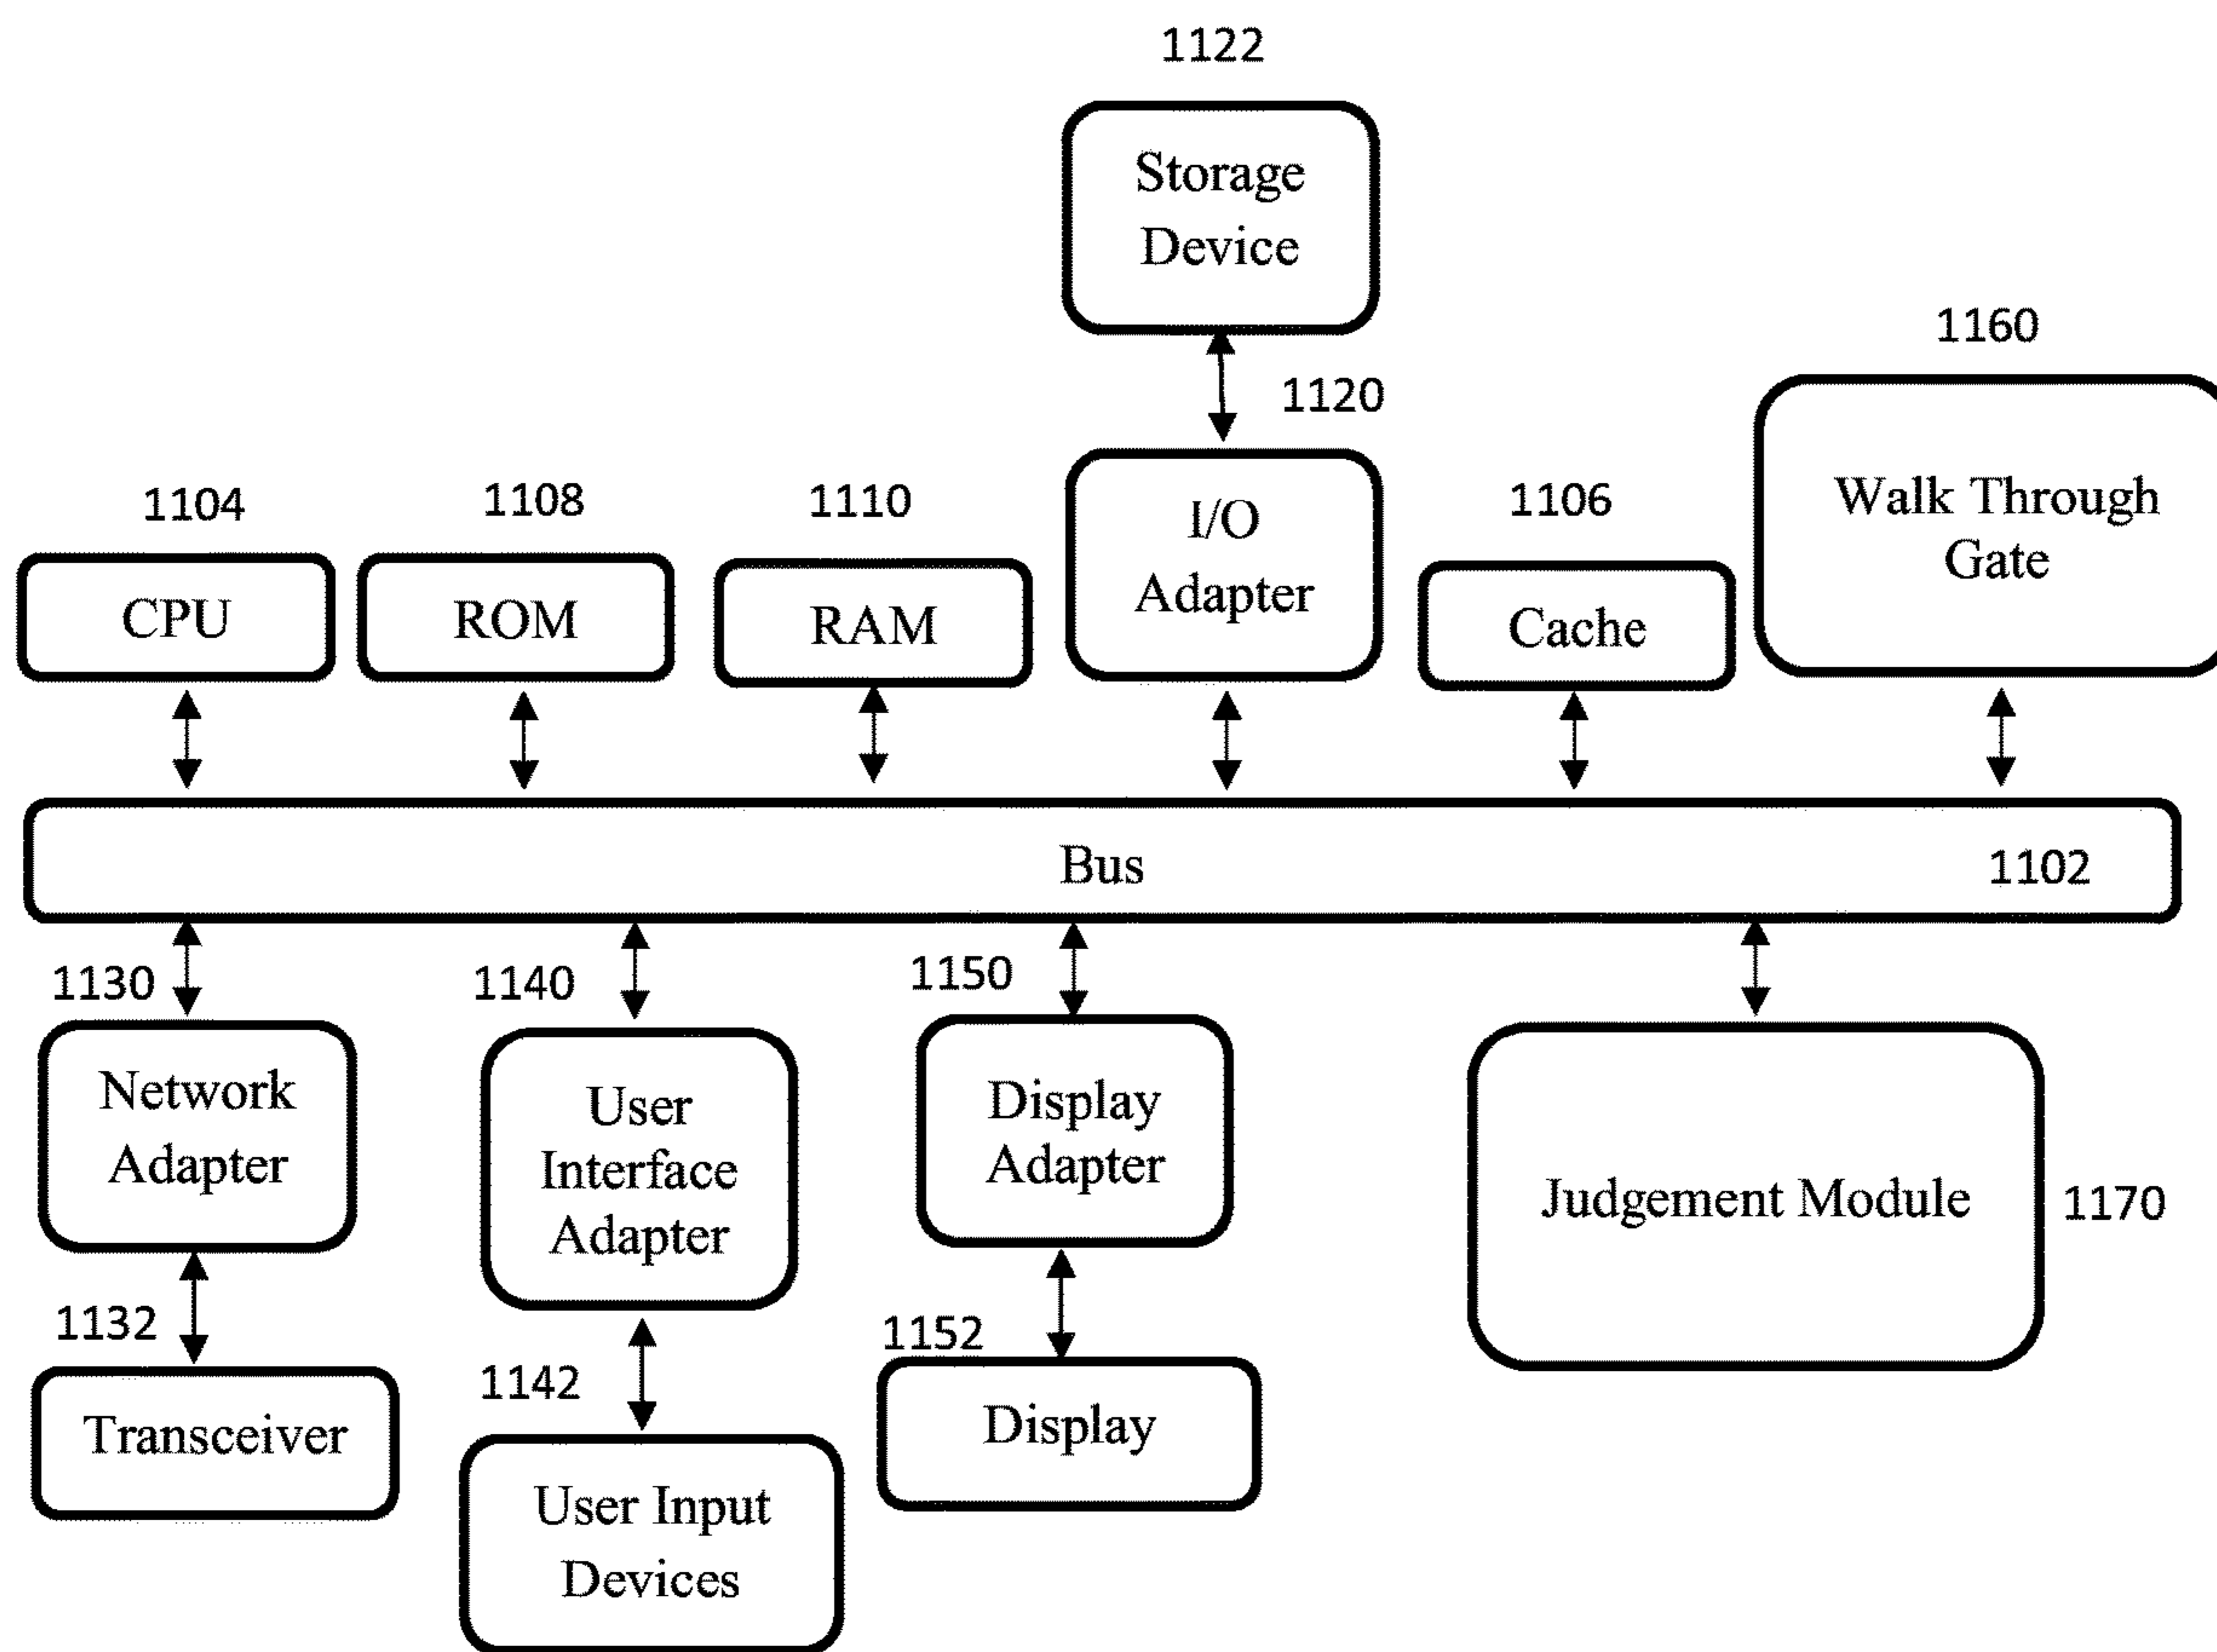 1122
Storage
Device
1160
1120
1104
1108
1110
I/O
Adapter
1106
Walk Through
Gate
CPU
ROM
RAM
Cache
Bus
1102
1130
1140
1150
Network
Adapter
User
Interface
Adapter
Display
Adapter
Judgement Module
1170
1132
1142
1152
Transceiver
User Input
Devices
Display